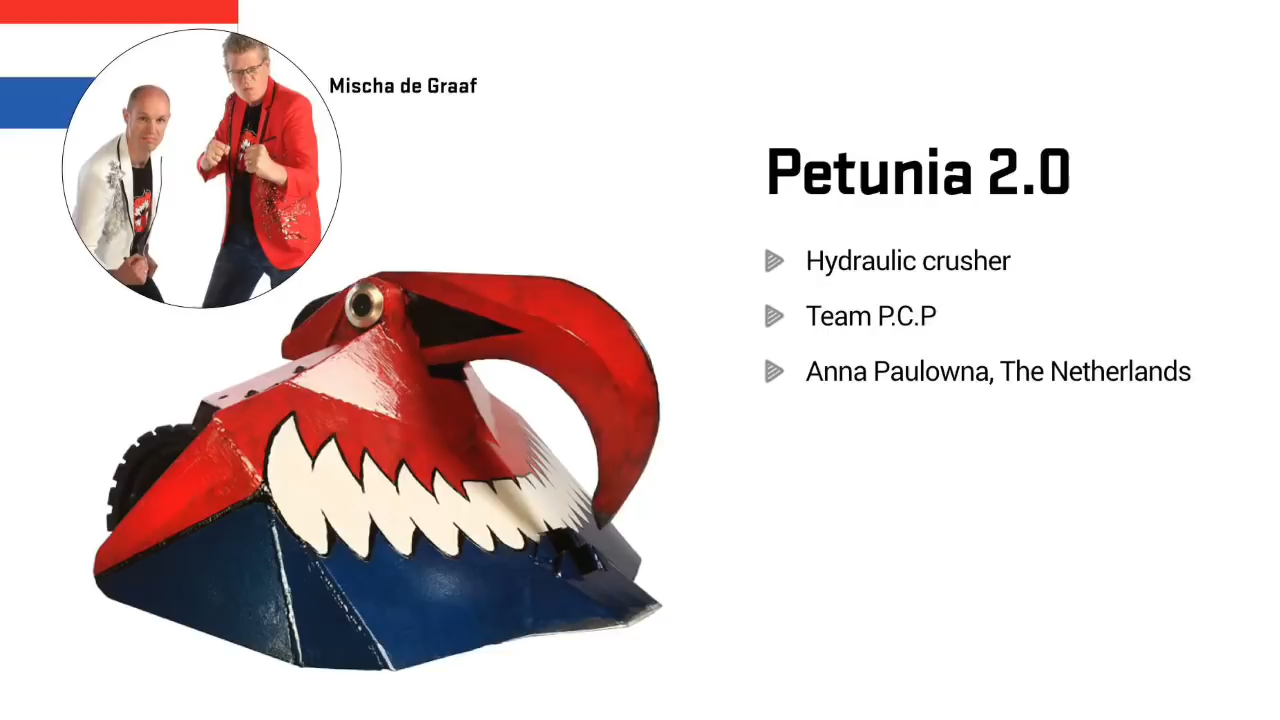 Mischa de Graaf
Petunia 2.0
Hydraulic crusher
Team P.C.P
Anna Paulowna, The Netherlands